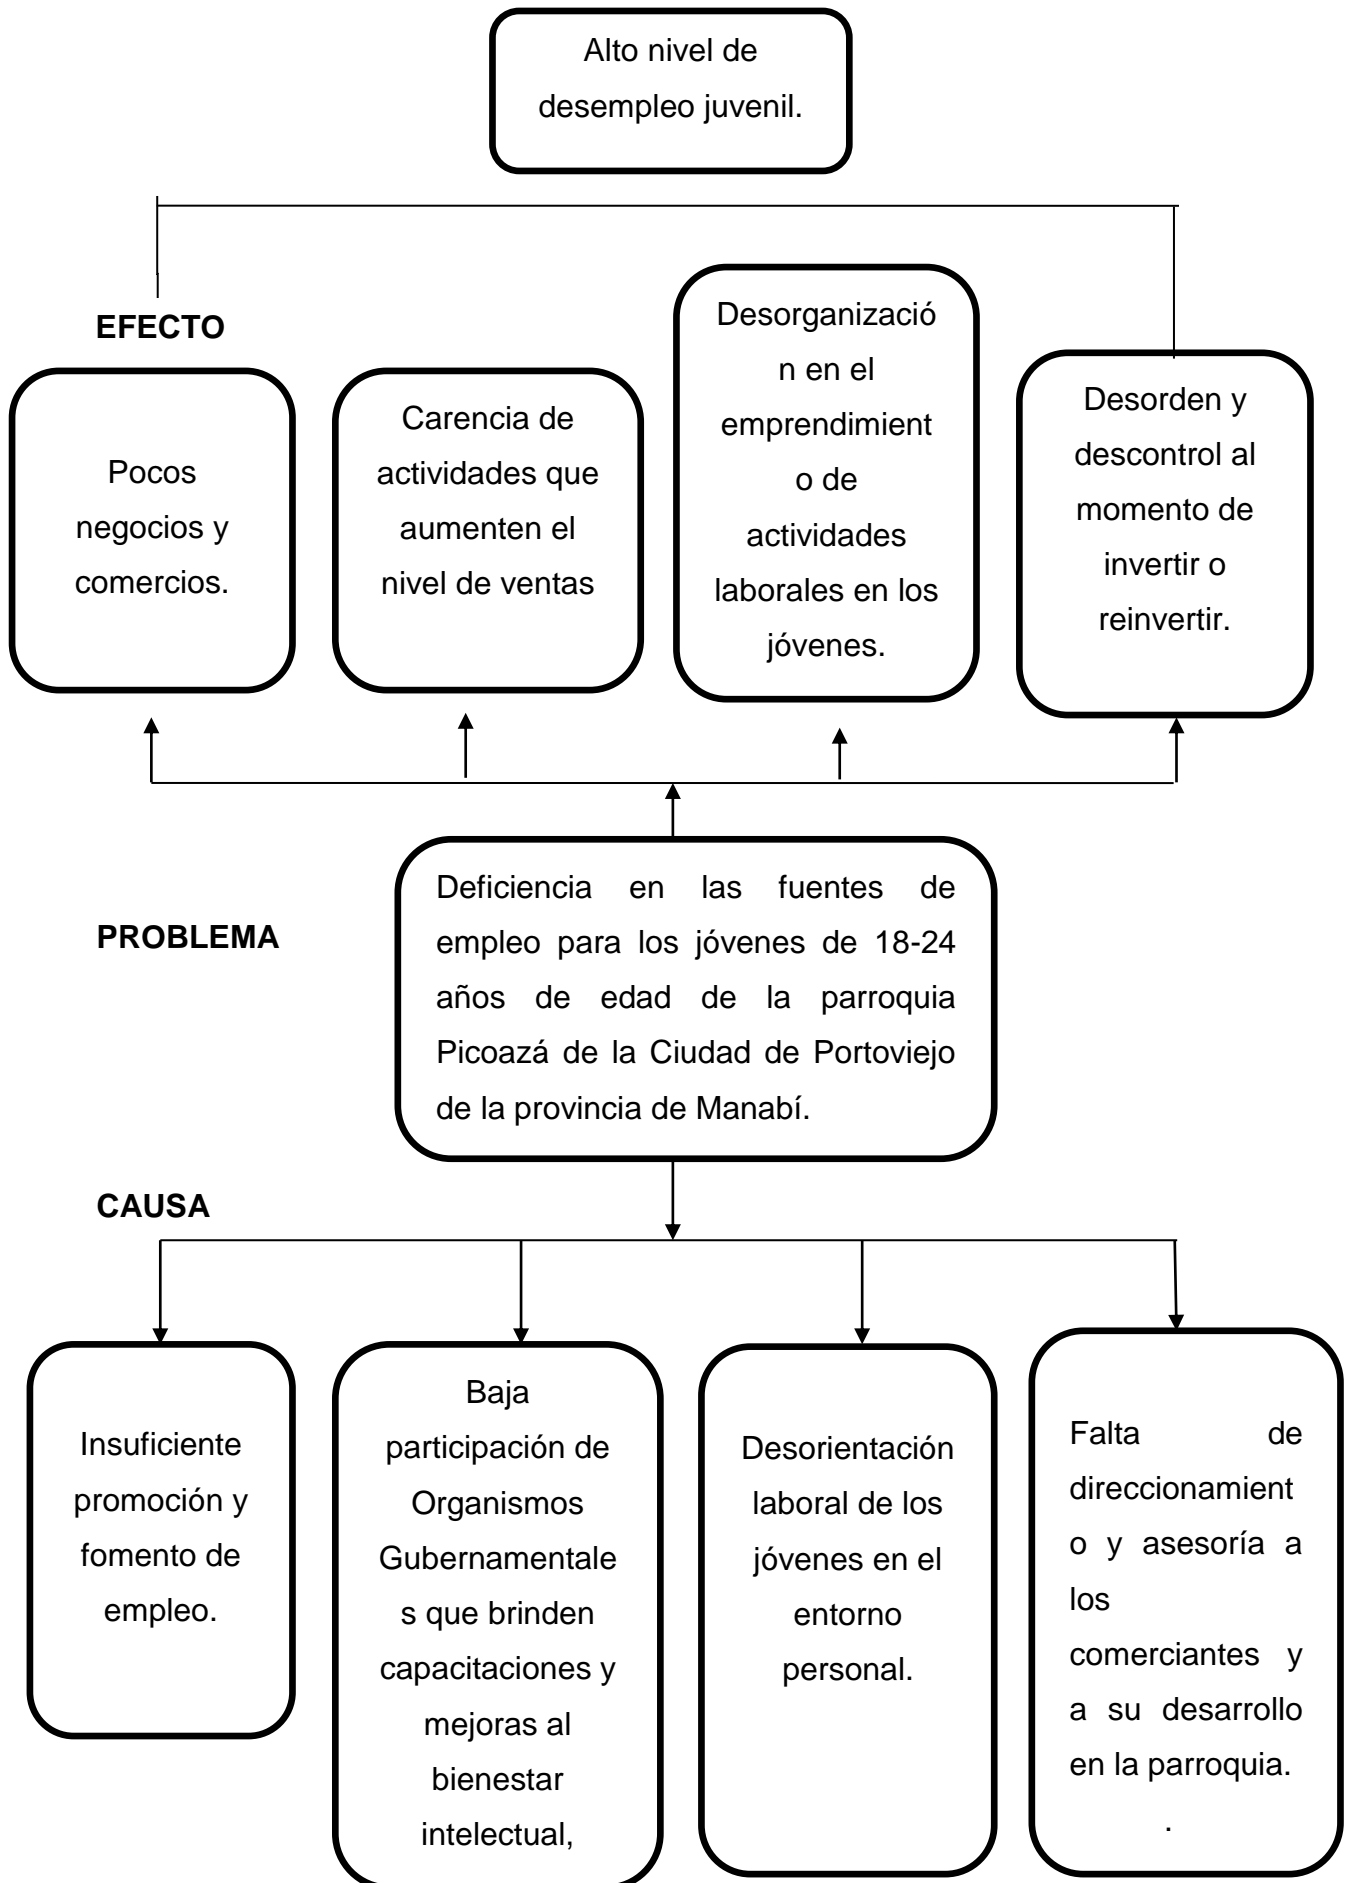 Alto nivel de
desempleo juvenil.
EFECTO
Pocos
negocios y
comercios.
Carencia de
actividades que
aumenten el
nivel de ventas
Desorganizació
n en el
emprendimient
o de
actividades
laborales en los
jóvenes.
Desorden y
descontrol al
momento de
invertir o
reinvertir.
PROBLEMA
Deficiencia en las fuentes de
empleo para los jóvenes de 18-24
años de edad de la parroquia
Picoazá de la Ciudad de Portoviejo
de la provincia de Manabí.
CAUSA
Insuficiente
promoción y
fomento de
empleo.
Baja
participación de
Organismos
Gubernamentale
s que brinden
capacitaciones y
mejoras al
bienestar
intelectual,
Desorientación
laboral de los
jóvenes en el
entorno
personal.
Falta de
direccionamient
o y asesoría a
los
comerciantes y
a su desarrollo
en la parroquia.
.